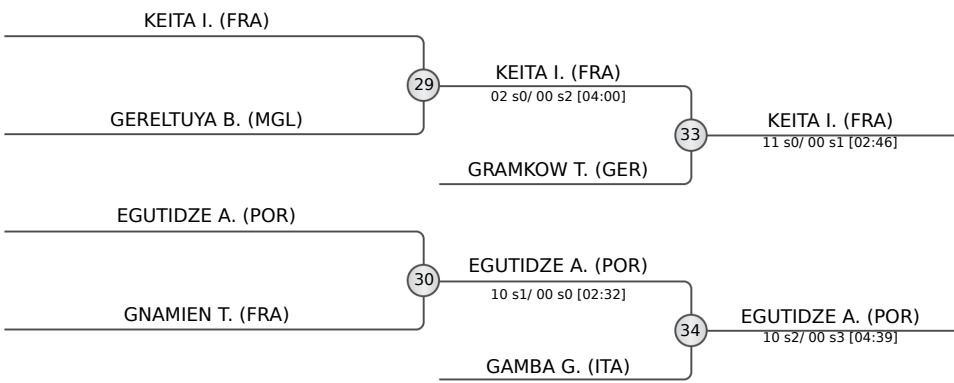 KEITA I. (FRA)
29
KEITA I. (FRA)
02 s0/ 00 s2 [04:00]
GERELTUYA B. (MGL)
33
KEITA I. (FRA)
11 s0/ 00 s1 [02:46]
GRAMKOW T. (GER)
EGUTIDZE A. (POR)
30
EGUTIDZE A. (POR)
10 s1/ 00 s0 [02:32]
GNAMIEN T. (FRA)
34
EGUTIDZE A. (POR)
10 s2/ 00 s3 [04:39]
GAMBA G. (ITA)